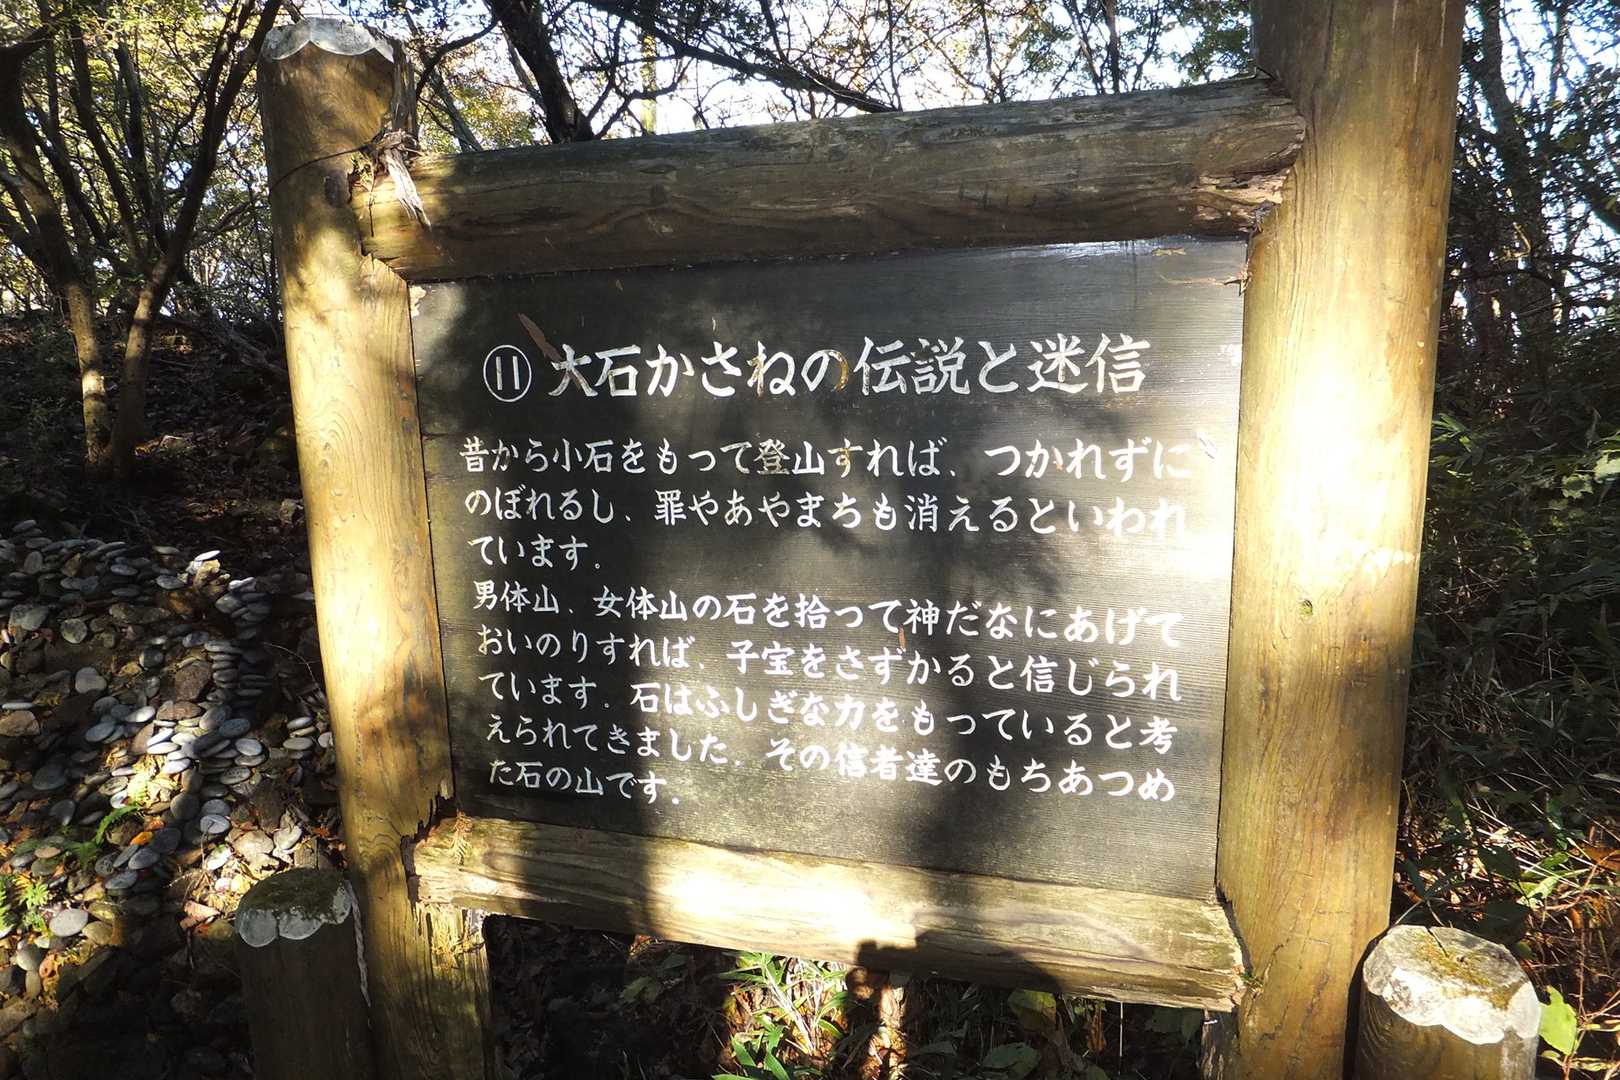 ⑪ 大石かさねの伝説と迷信
昔から小石をもって登山すれば、つかれずに
のぼれるし、罪やあやまちも消えるといわれ
ています.
男体山、女体山の石を拾って神だなにあげて
おいのりすれば、子宝をさずかると信じられ
ています.石はふしぎな力をもっていると考
えられてきました.その信者達のもちあつめ
た石の山です.